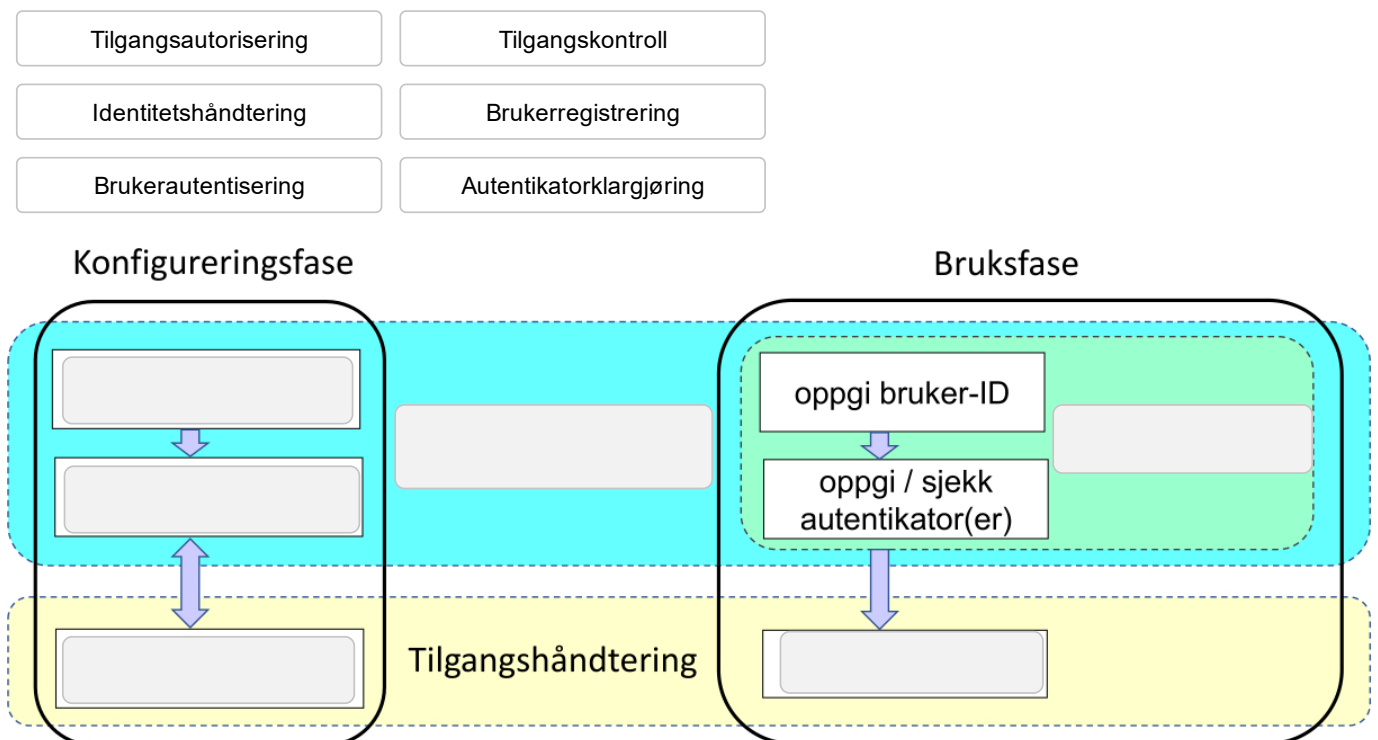 Tilgangsautorisering
Tilgangskontroll
Identitetshåndtering
Brukerregistrering
Brukerautentisering
Autentikatorklargjøring
Konfigureringsfase
Bruksfase
oppgi bruker-ID
oppgi / sjekk
autentikator(er)
Tilgangshåndtering